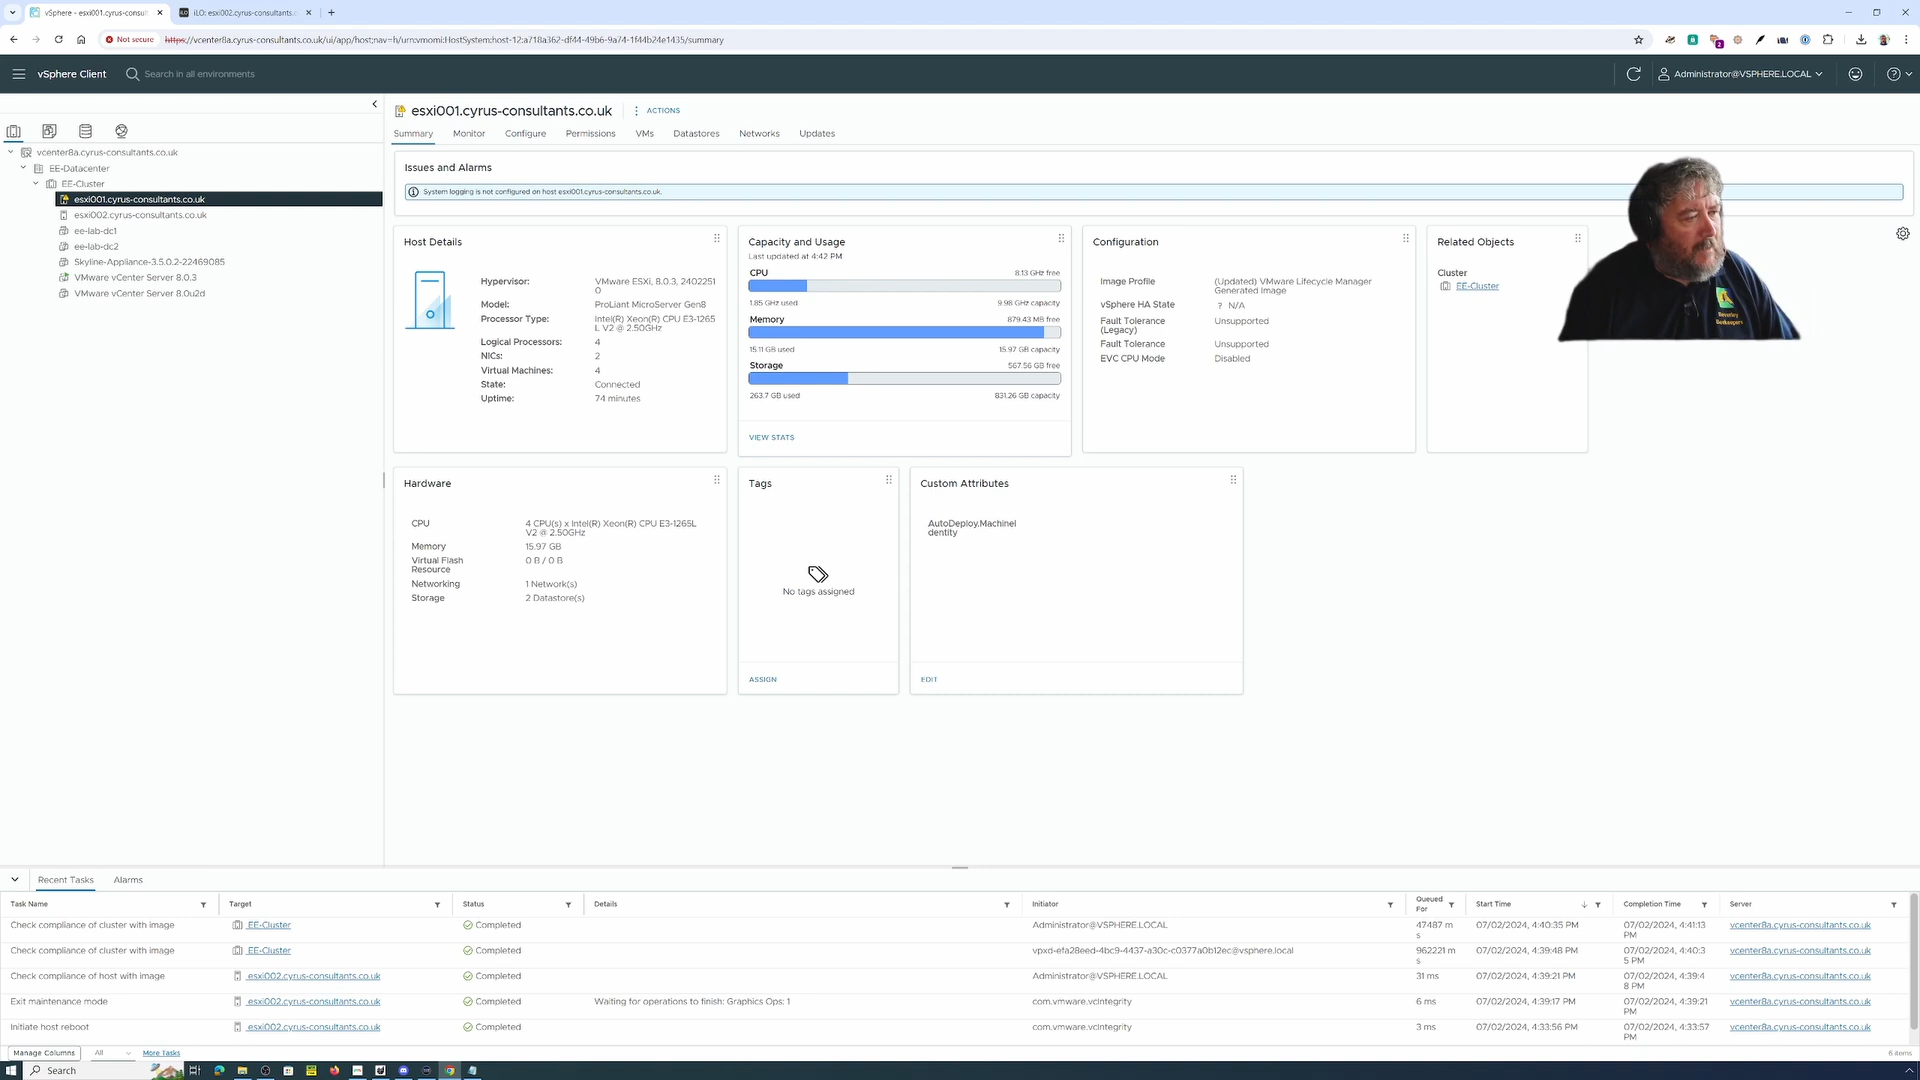 vSphere - esxi001.cyrus-consult
iLO: esxi002.cyrus-consultants.
Not secure
https://vcenter8a.cyrus-consultants.co.uk/ui/app/host;nav=h/urn:vmomi:HostSystem:host-12:a718a362-df44-49b6-9a74-1f44b24e1435/summary
vSphere Client
Search in all environments
Administrator@VSPHERE.LOCAL
vcenter8a.cyrus-consultants.co.uk
EE-Datacenter
EE-Cluster
esxi001.cyrus-consultants.co.uk
esxi002.cyrus-consultants.co.uk
ee-lab-dc1
ee-lab-dc2
Skyline-Appliance-3.5.0.2-22469085
VMware vCenter Server 8.0.3
VMware vCenter Server 8.0u2d
esxi001.cyrus-consultants.co.uk
ACTIONS
Summary
Monitor
Configure
Permissions
VMs
Datastores
Networks
Updates
Issues and Alarms
System logging is not configured on host esxi001.cyrus-consultants.co.uk.
Host Details
Hypervisor:
VMware ESXi, 8.0.3, 2402251
0
Model:
ProLiant MicroServer Gen8
Processor Type:
Intel(R) Xeon(R) CPU E3-1265
L V2 @ 2.50GHz
Logical Processors:
4
NICs:
2
Virtual Machines:
4
State:
Connected
Uptime:
74 minutes
Capacity and Usage
Last updated at 4:42 PM
CPU
8.13 GHz free
1.85 GHz used
9.98 GHz capacity
Memory
879.43 MB free
15.11 GB used
15.97 GB capacity
Storage
567.56 GB free
263.7 GB used
831.26 GB capacity
VIEW STATS
Configuration
Image Profile
(Updated) VMware Lifecycle Manager
Generated Image
vSphere HA State
? N/A
Fault Tolerance
(Legacy)
Unsupported
Fault Tolerance
Unsupported
EVC CPU Mode
Disabled
Related Objects
Cluster
EE-Cluster
Beverley
Beekeepers
Hardware
CPU
4 CPU(s) x Intel(R) Xeon(R) CPU E3-1265L
V2 @ 2.50GHz
Memory
15.97 GB
Virtual Flash
Resource
0 B / 0 B
Networking
1 Network(s)
Storage
2 Datastore(s)
Tags
No tags assigned
ASSIGN
Custom Attributes
AutoDeploy.MachineI
dentity
EDIT
Recent Tasks
Alarms
Task Name
Target
Status
Details
Initiator
Queued
For
Start Time
Completion Time
Server
Check compliance of cluster with image
EE-Cluster
Completed
Administrator@VSPHERE.LOCAL
47487 m
s
07/02/2024, 4:40:35 PM
07/02/2024, 4:41:13
PM
vcenter8a.cyrus-consultants.co.uk
Check compliance of cluster with image
EE-Cluster
Completed
vpxd-efa28eed-4bc9-4437-a30c-c0377a0b12ec@vsphere.local
962221 m
s
07/02/2024, 4:39:48 PM
07/02/2024, 4:40:3
5 PM
vcenter8a.cyrus-consultants.co.uk
Check compliance of host with image
esxi002.cyrus-consultants.co.uk
Completed
Administrator@VSPHERE.LOCAL
31 ms
07/02/2024, 4:39:21 PM
07/02/2024, 4:39:4
8 PM
vcenter8a.cyrus-consultants.co.uk
Exit maintenance mode
esxi002.cyrus-consultants.co.uk
Completed
Waiting for operations to finish: Graphics Ops: 1
com.vmware.vcIntegrity
6 ms
07/02/2024, 4:39:17 PM
07/02/2024, 4:39:21
PM
vcenter8a.cyrus-consultants.co.uk
Initiate host reboot
esxi002.cyrus-consultants.co.uk
Completed
com.vmware.vcIntegrity
3 ms
07/02/2024, 4:33:56 PM
07/02/2024, 4:33:57
PM
vcenter8a.cyrus-consultants.co.uk
Manage Columns
All
More Tasks
6 items
Search